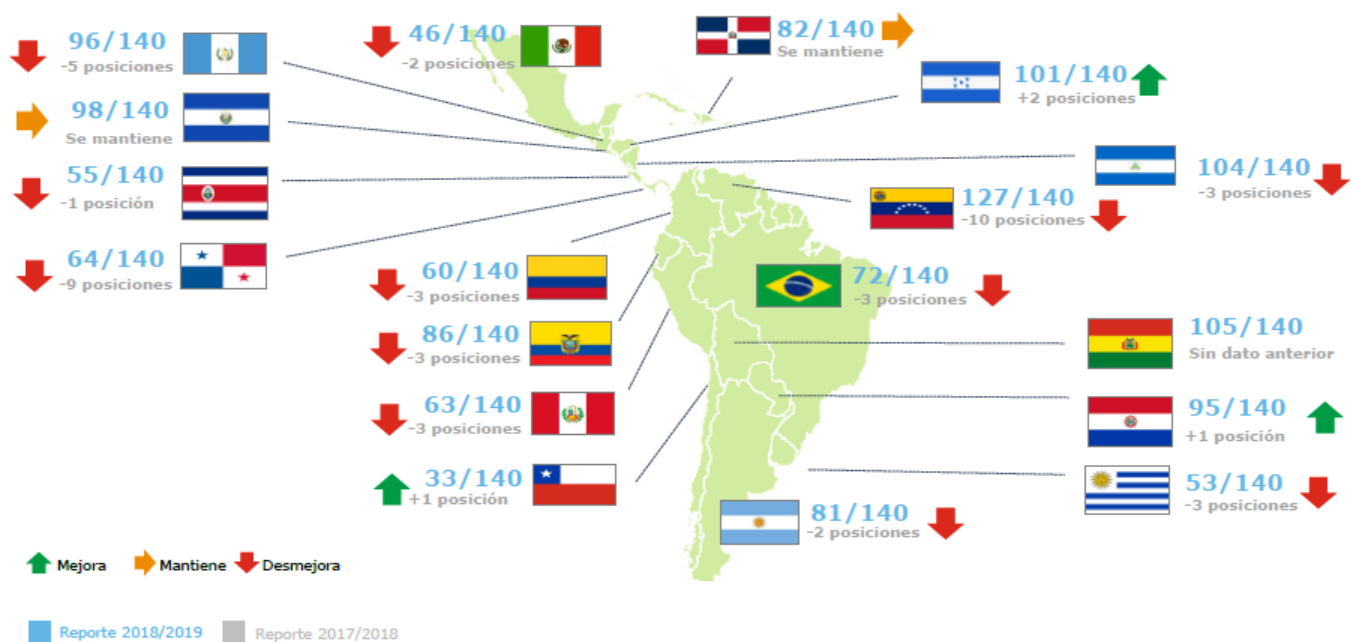 96/140
-5 posiciones
46/140
-2 posiciones
82/140
Se mantiene
101/140
+2 posiciones
98/140
Se mantiene
55/140
-1 posición
104/140
-3 posiciones
127/140
-10 posiciones
64/140
-9 posiciones
60/140
-3 posiciones
72/140
-3 posiciones
86/140
-3 posiciones
105/140
Sin dato anterior
63/140
-3 posiciones
95/140
+1 posición
33/140
+1 posición
53/140
-3 posiciones
81/140
-2 posiciones
Mejora Mantiene Desmejora
Reporte 2018/2019 Reporte 2017/2018